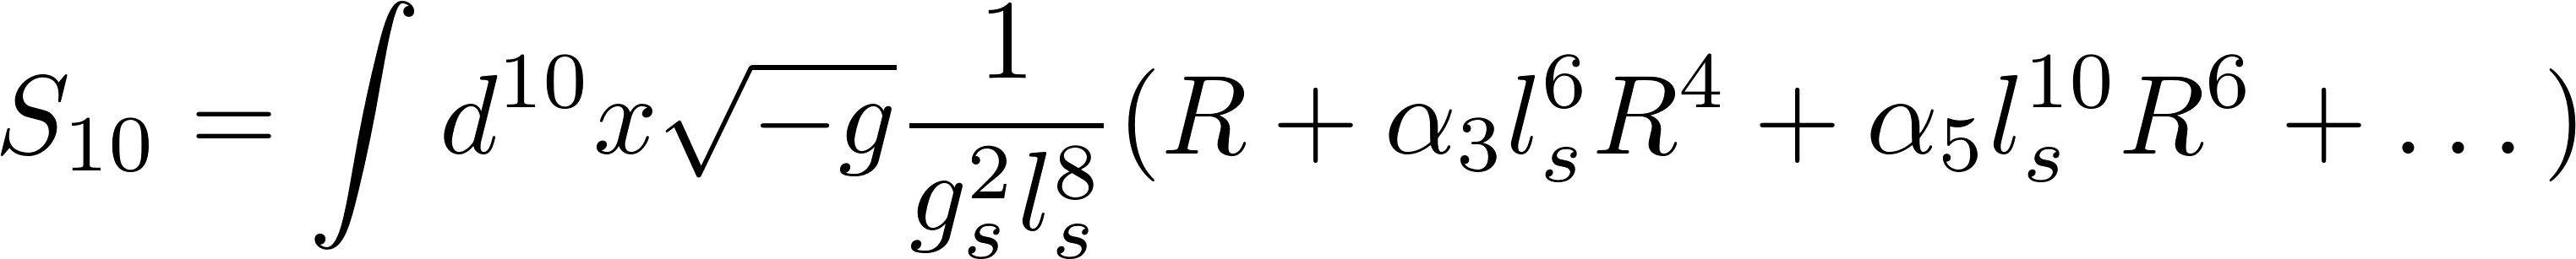 S_{10} = \int d^{10}x \sqrt{-g} \frac{1}{g_s^2 l_s^8} (R + \alpha_3 l_s^6 R^4 + \alpha_5 l_s^{10} R^6 + \dots)